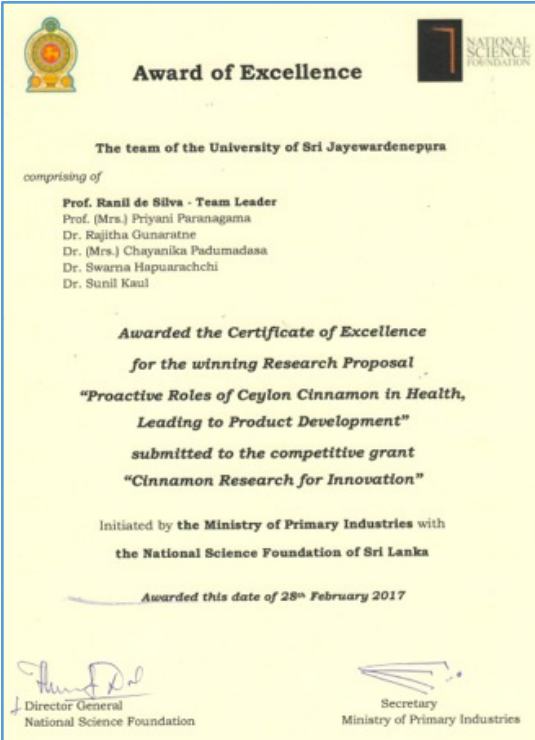 NATIONAL
SCIENCE
FOUNDATION
Award of Excellence
The team of the University of Sri Jayewardenepura
comprising of
Prof. Ranil de Silva - Team Leader
Prof. (Mrs.) Priyani Paranagama
Dr. Rajitha Gunaratne
Dr. (Mrs.) Chayanika Padumadasa
Dr. Swarna Hapuarachchi
Dr. Sunil Kaul
Awarded the Certificate of Excellence
for the winning Research Proposal
“Proactive Roles of Ceylon Cinnamon in Health,
Leading to Product Development”
submitted to the competitive grant
“Cinnamon Research for Innovation”
Initiated by the Ministry of Primary Industries with
the National Science Foundation of Sri Lanka
Awarded this date of 28th February 2017
Director General
National Science Foundation
Secretary
Ministry of Primary Industries